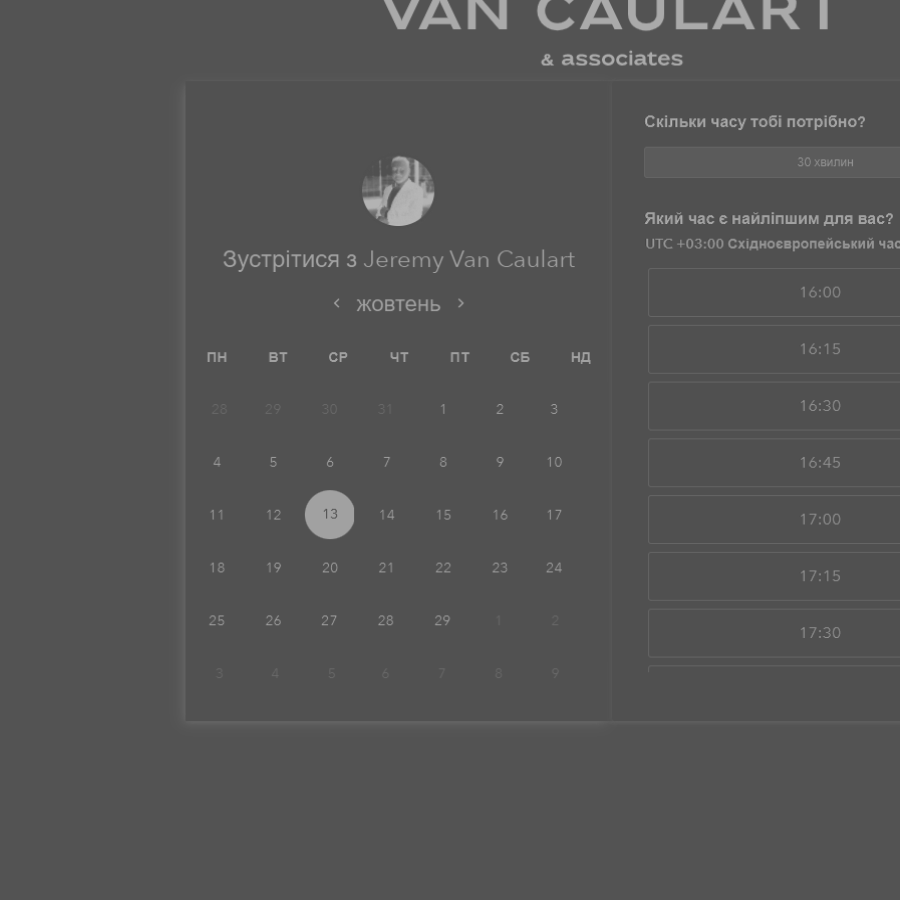 VAN CAULART
& associates
Зустрітися з Jeremy Van Caulart
жовтень
ПН ВТ СР ЧТ ПТ СБ НД
28 29 30 31 1 2 3
4 5 6 7 8 9 10
11 12 13 14 15 16 17
18 19 20 21 22 23 24
25 26 27 28 29 1 2
3 4 5 6 7 8 9
Скільки часу тобі потрібно?
30 хвилин
Який час є найліпшим для вас?
UTC +03:00 Східноєвропейський час
16:00
16:15
16:30
16:45
17:00
17:15
17:30